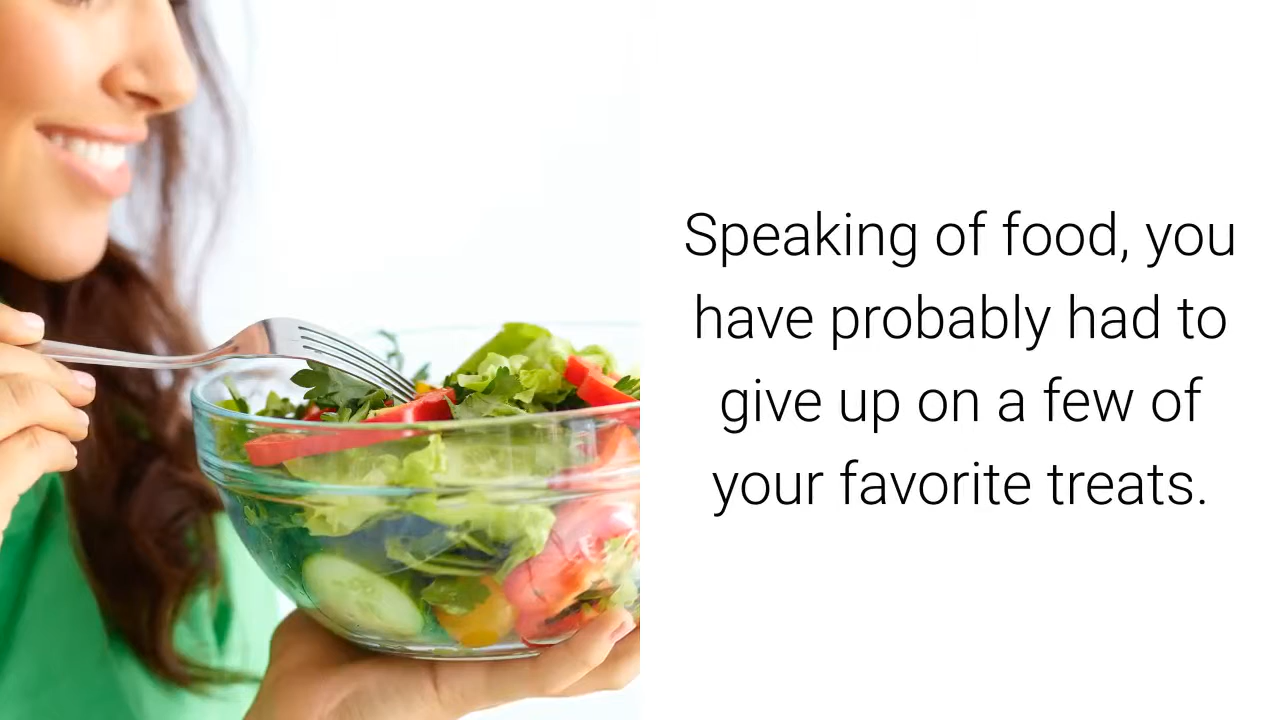 Speaking of food, you
have probably had to
give up on a few of
your favorite treats.